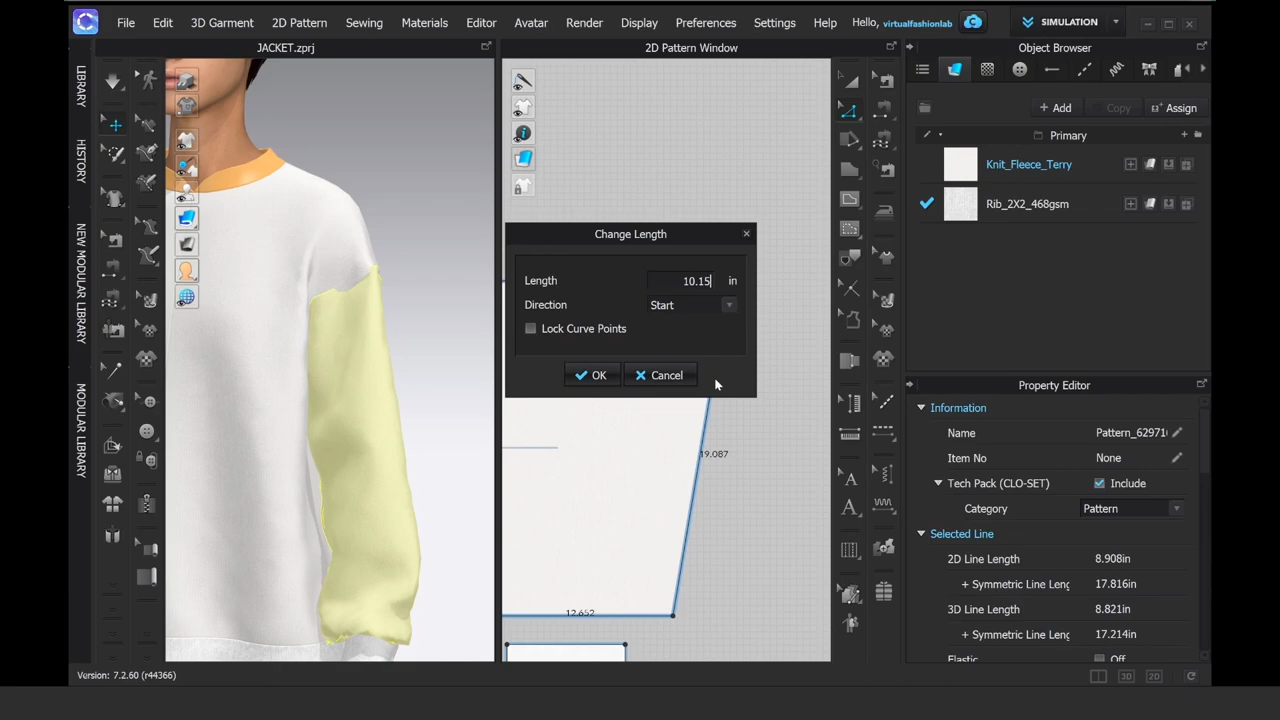 File Edit 3D Garment 2D Pattern Sewing Materials Editor Avatar Render Display Preferences Settings Help Hello, virtualfashionlab SIMULATION
JACKET.zprj
2D Pattern Window
Object Browser
LIBRARY
HISTORY
NEW MODULAR LIBRARY
MODULAR LIBRARY
+ Add
Copy
Assign
Primary
Knit_Fleece_Terry
Rib_2X2_468gsm
Change Length
Length 10.15 in
Direction Start
Lock Curve Points
OK
Cancel
19.087
12.652
Property Editor
Information
Name Pattern_62971
Item No None
Tech Pack (CLO-SET) Include
Category Pattern
Selected Line
2D Line Length 8.908in
+ Symmetric Line Leng 17.816in
3D Line Length 8.821in
+ Symmetric Line Leng 17.214in
Elastic Off
Version: 7.2.60 (r44366)
3D
2D